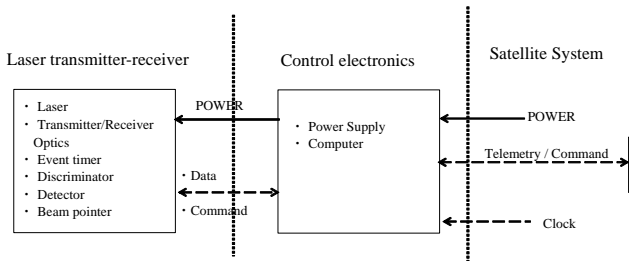 Laser transmitter-receiver
Control electronics
Satellite System
・ Laser
・ Transmitter/Receiver
Optics
・ Event timer
・ Discriminator
・ Detector
・ Beam pointer
POWER
・ Data
・ Command
・ Power Supply
・ Computer
POWER
Telemetry / Command
Clock